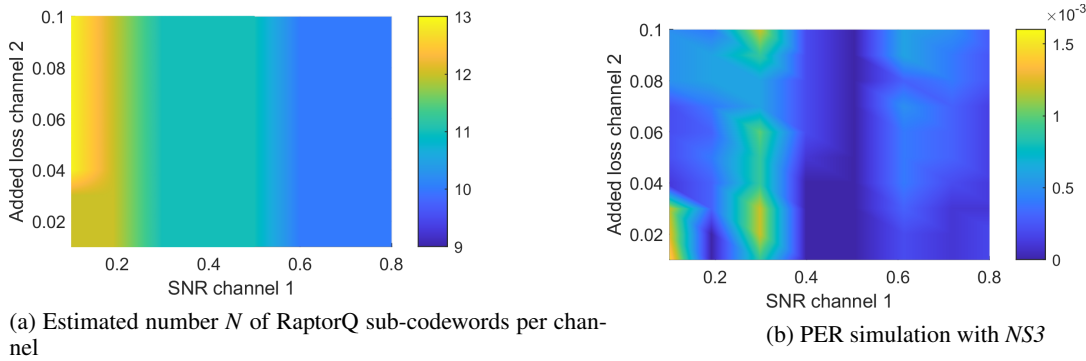 0.1
0.08
0.06
0.04
0.02
Added loss channel 2
0.2 0.4 0.6 0.8
SNR channel 1
13
12
11
10
9
(a) Estimated number N of RaptorQ sub-codewords per chan-
nel
0.1
0.08
0.06
0.04
0.02
Added loss channel 2
0.2 0.4 0.6 0.8
SNR channel 1
×10⁻³
1.5
1
0.5
0
(b) PER simulation with NS3